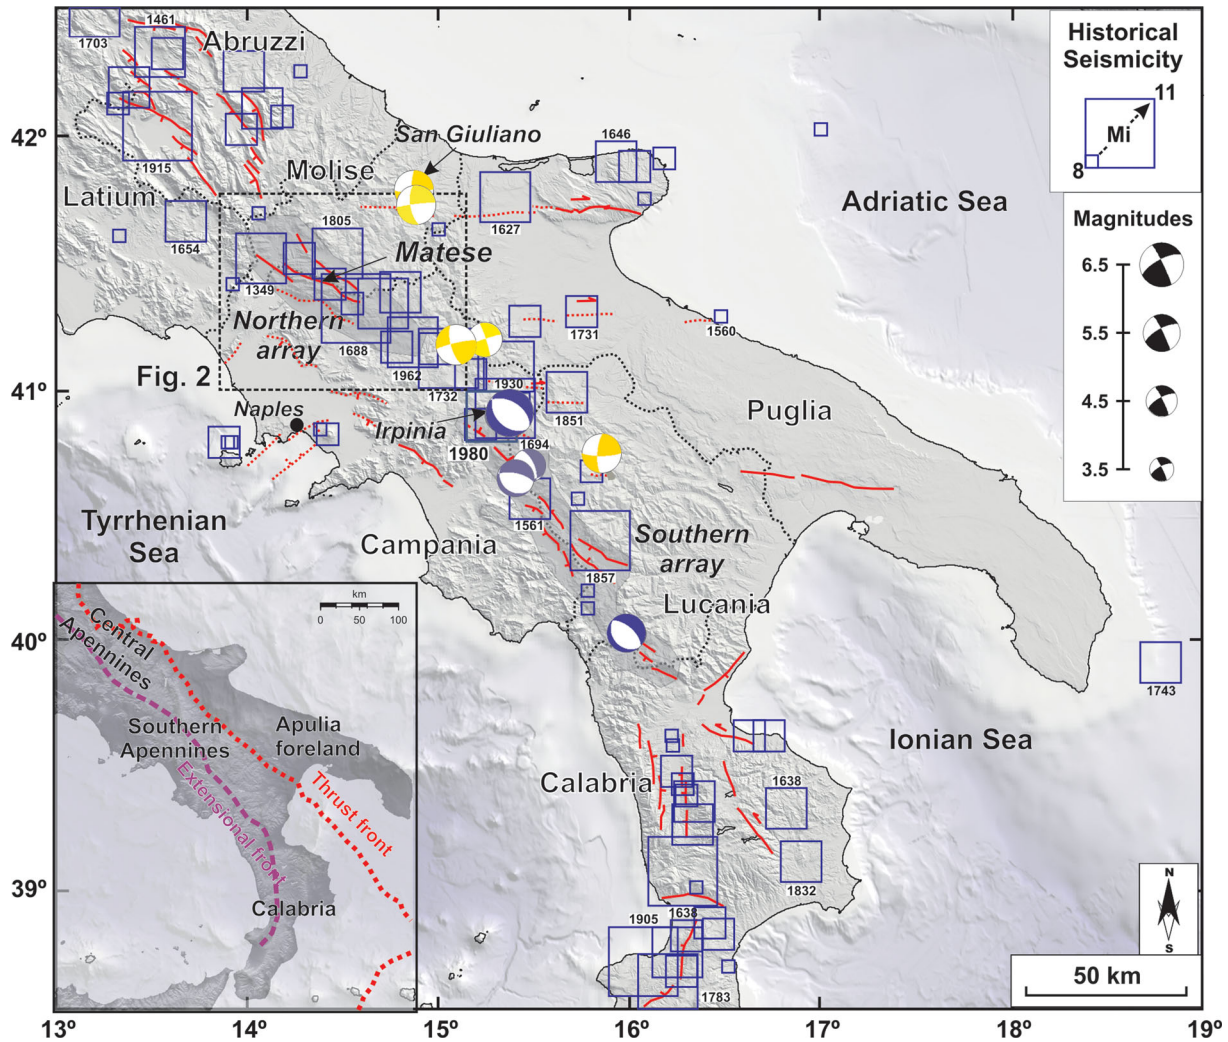 1461
1703
Abruzzi
Historical
Seismicity
11
Mi
8
42º
San Giuliano
1646
Molise
1915
Latium
Adriatic Sea
Magnitudes
6.5
5.5
4.5
3.5
1805
1627
1654
Matese
1349
Northern
array
1688
1731
1560
1962
1930
41º
Fig. 2
1732
1851
Naples
Irpinia
Puglia
1694
1980
Tyrrhenian
Sea
1561
Campania
Southern
array
1857
Lucania
km
0 50 100
40º
Central
Apennines
1743
Southern
Apennines
Apulia
foreland
Ionian Sea
Extensional front
Thrust front
Calabria
1638
39º
1832
Calabria
1905
1638
1783
N
S
50 km
13º
14º
15º
16º
17º
18º
19º